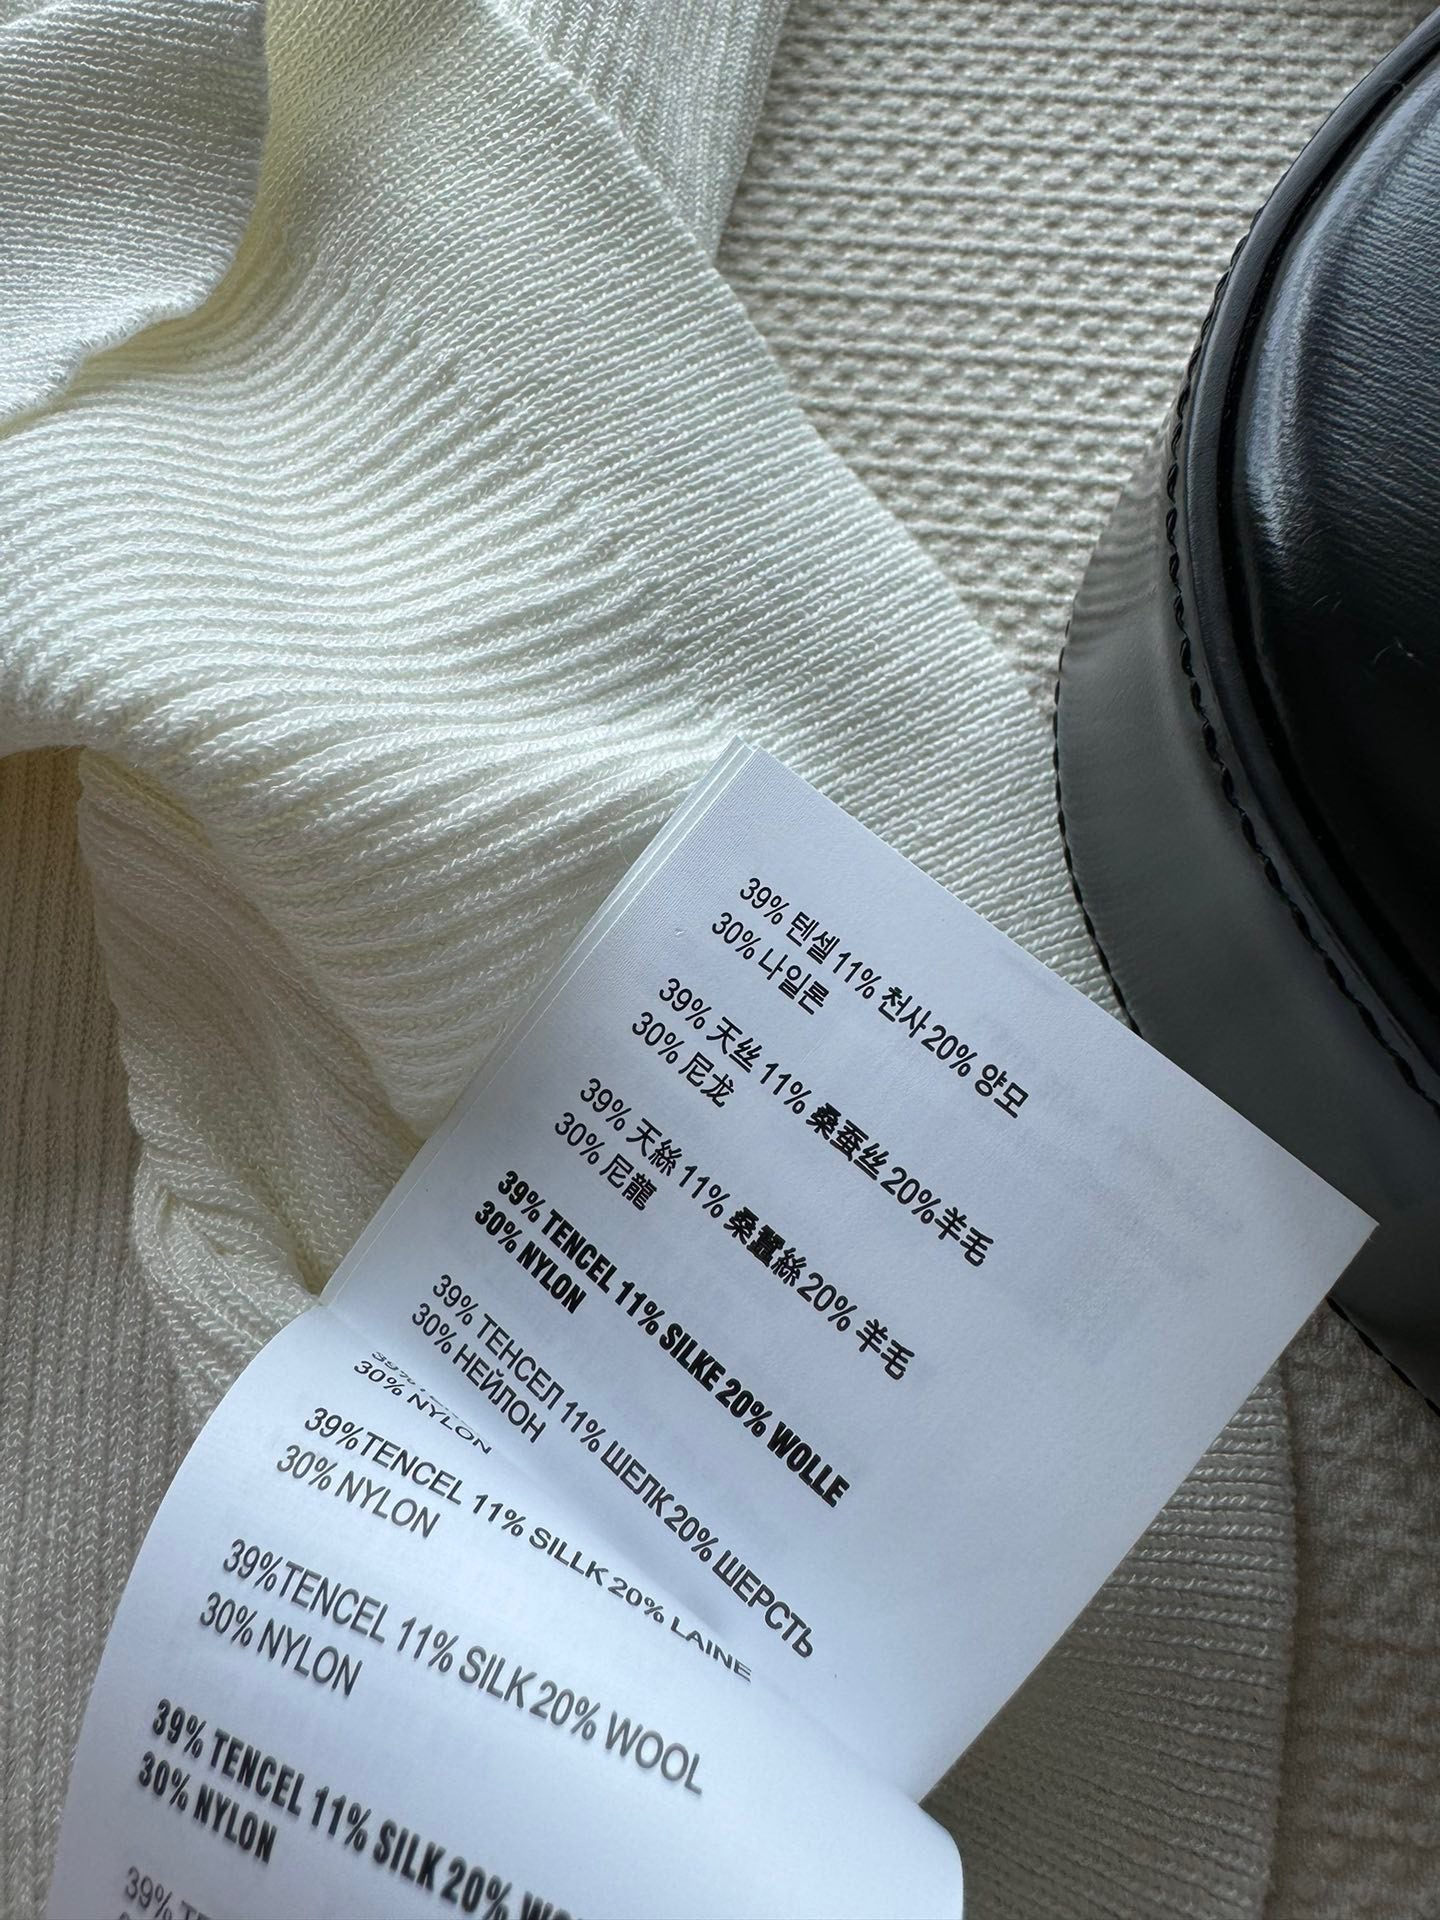 39% 텐셀 11% 천사 20% 양모
30% 나일론
39% 天丝 11% 桑蚕丝 20%羊毛
30% 尼龙
39% 天絲 11% 桑蠶絲 20% 羊毛
30% 尼龍
39% TENCEL 11% SILKE 20% WOLLE
30% NYLON
39% ТЕНСЕЛ 11% ШЕЛК 20% ШЕРСТЬ
30% НЕЙЛОН
39%
30% NYLON
39%TENCEL 11% SILLK 20% LAINE
30% NYLON
39%TENCEL 11% SILK 20% WOOL
30% NYLON
39% TENCEL 11% SILK 20%
30% NYLON
39%